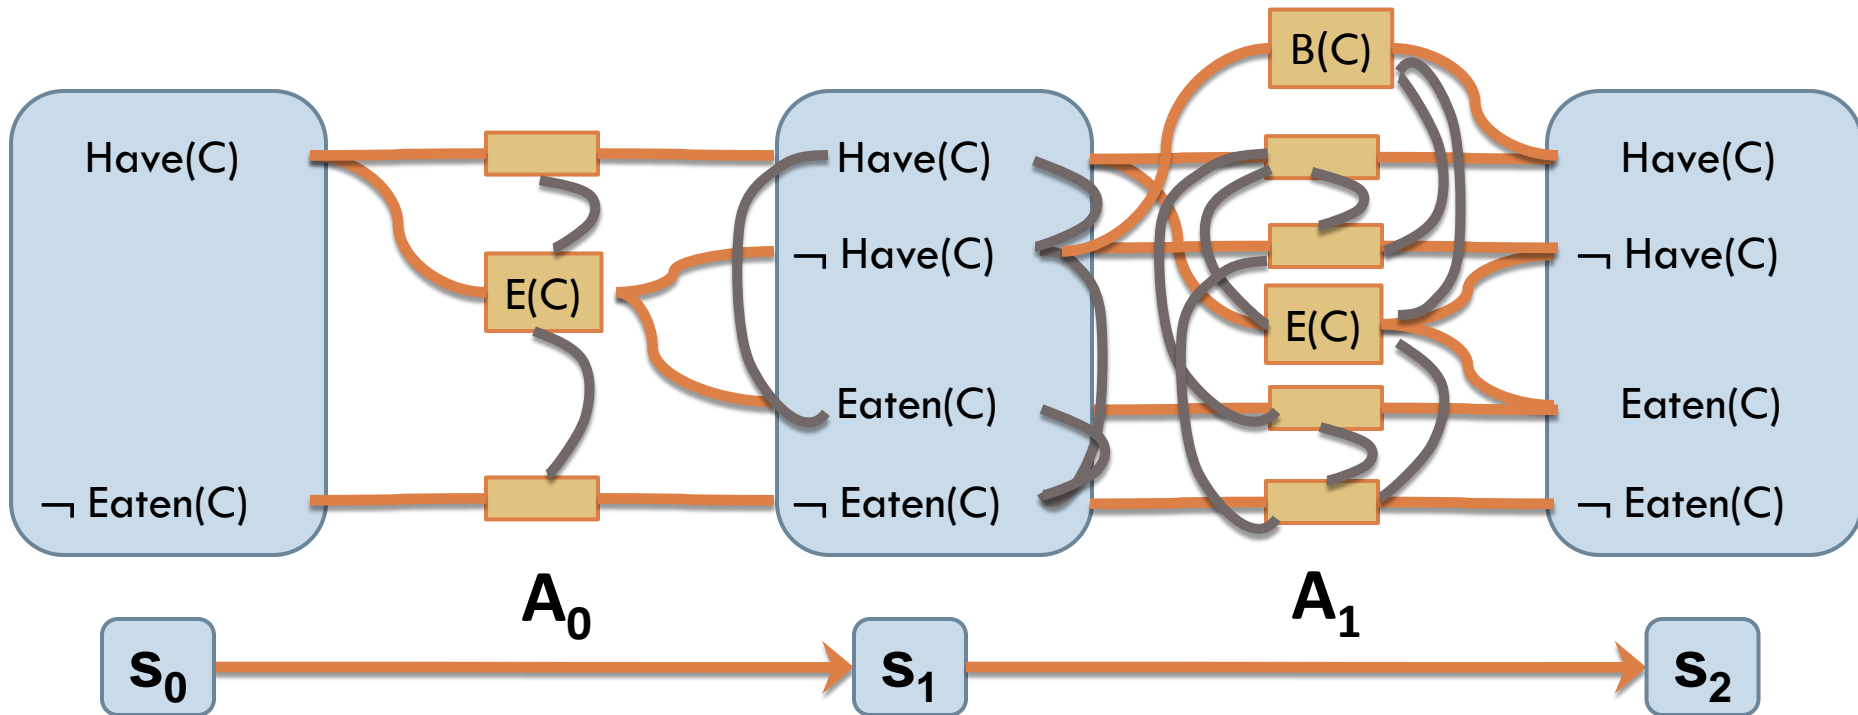 Have(C)
¬ Eaten(C)
E(C)
Have(C)
¬ Have(C)
Eaten(C)
¬ Eaten(C)
B(C)
E(C)
Have(C)
¬ Have(C)
Eaten(C)
¬ Eaten(C)
A₀
A₁
s₀
s₁
s₂